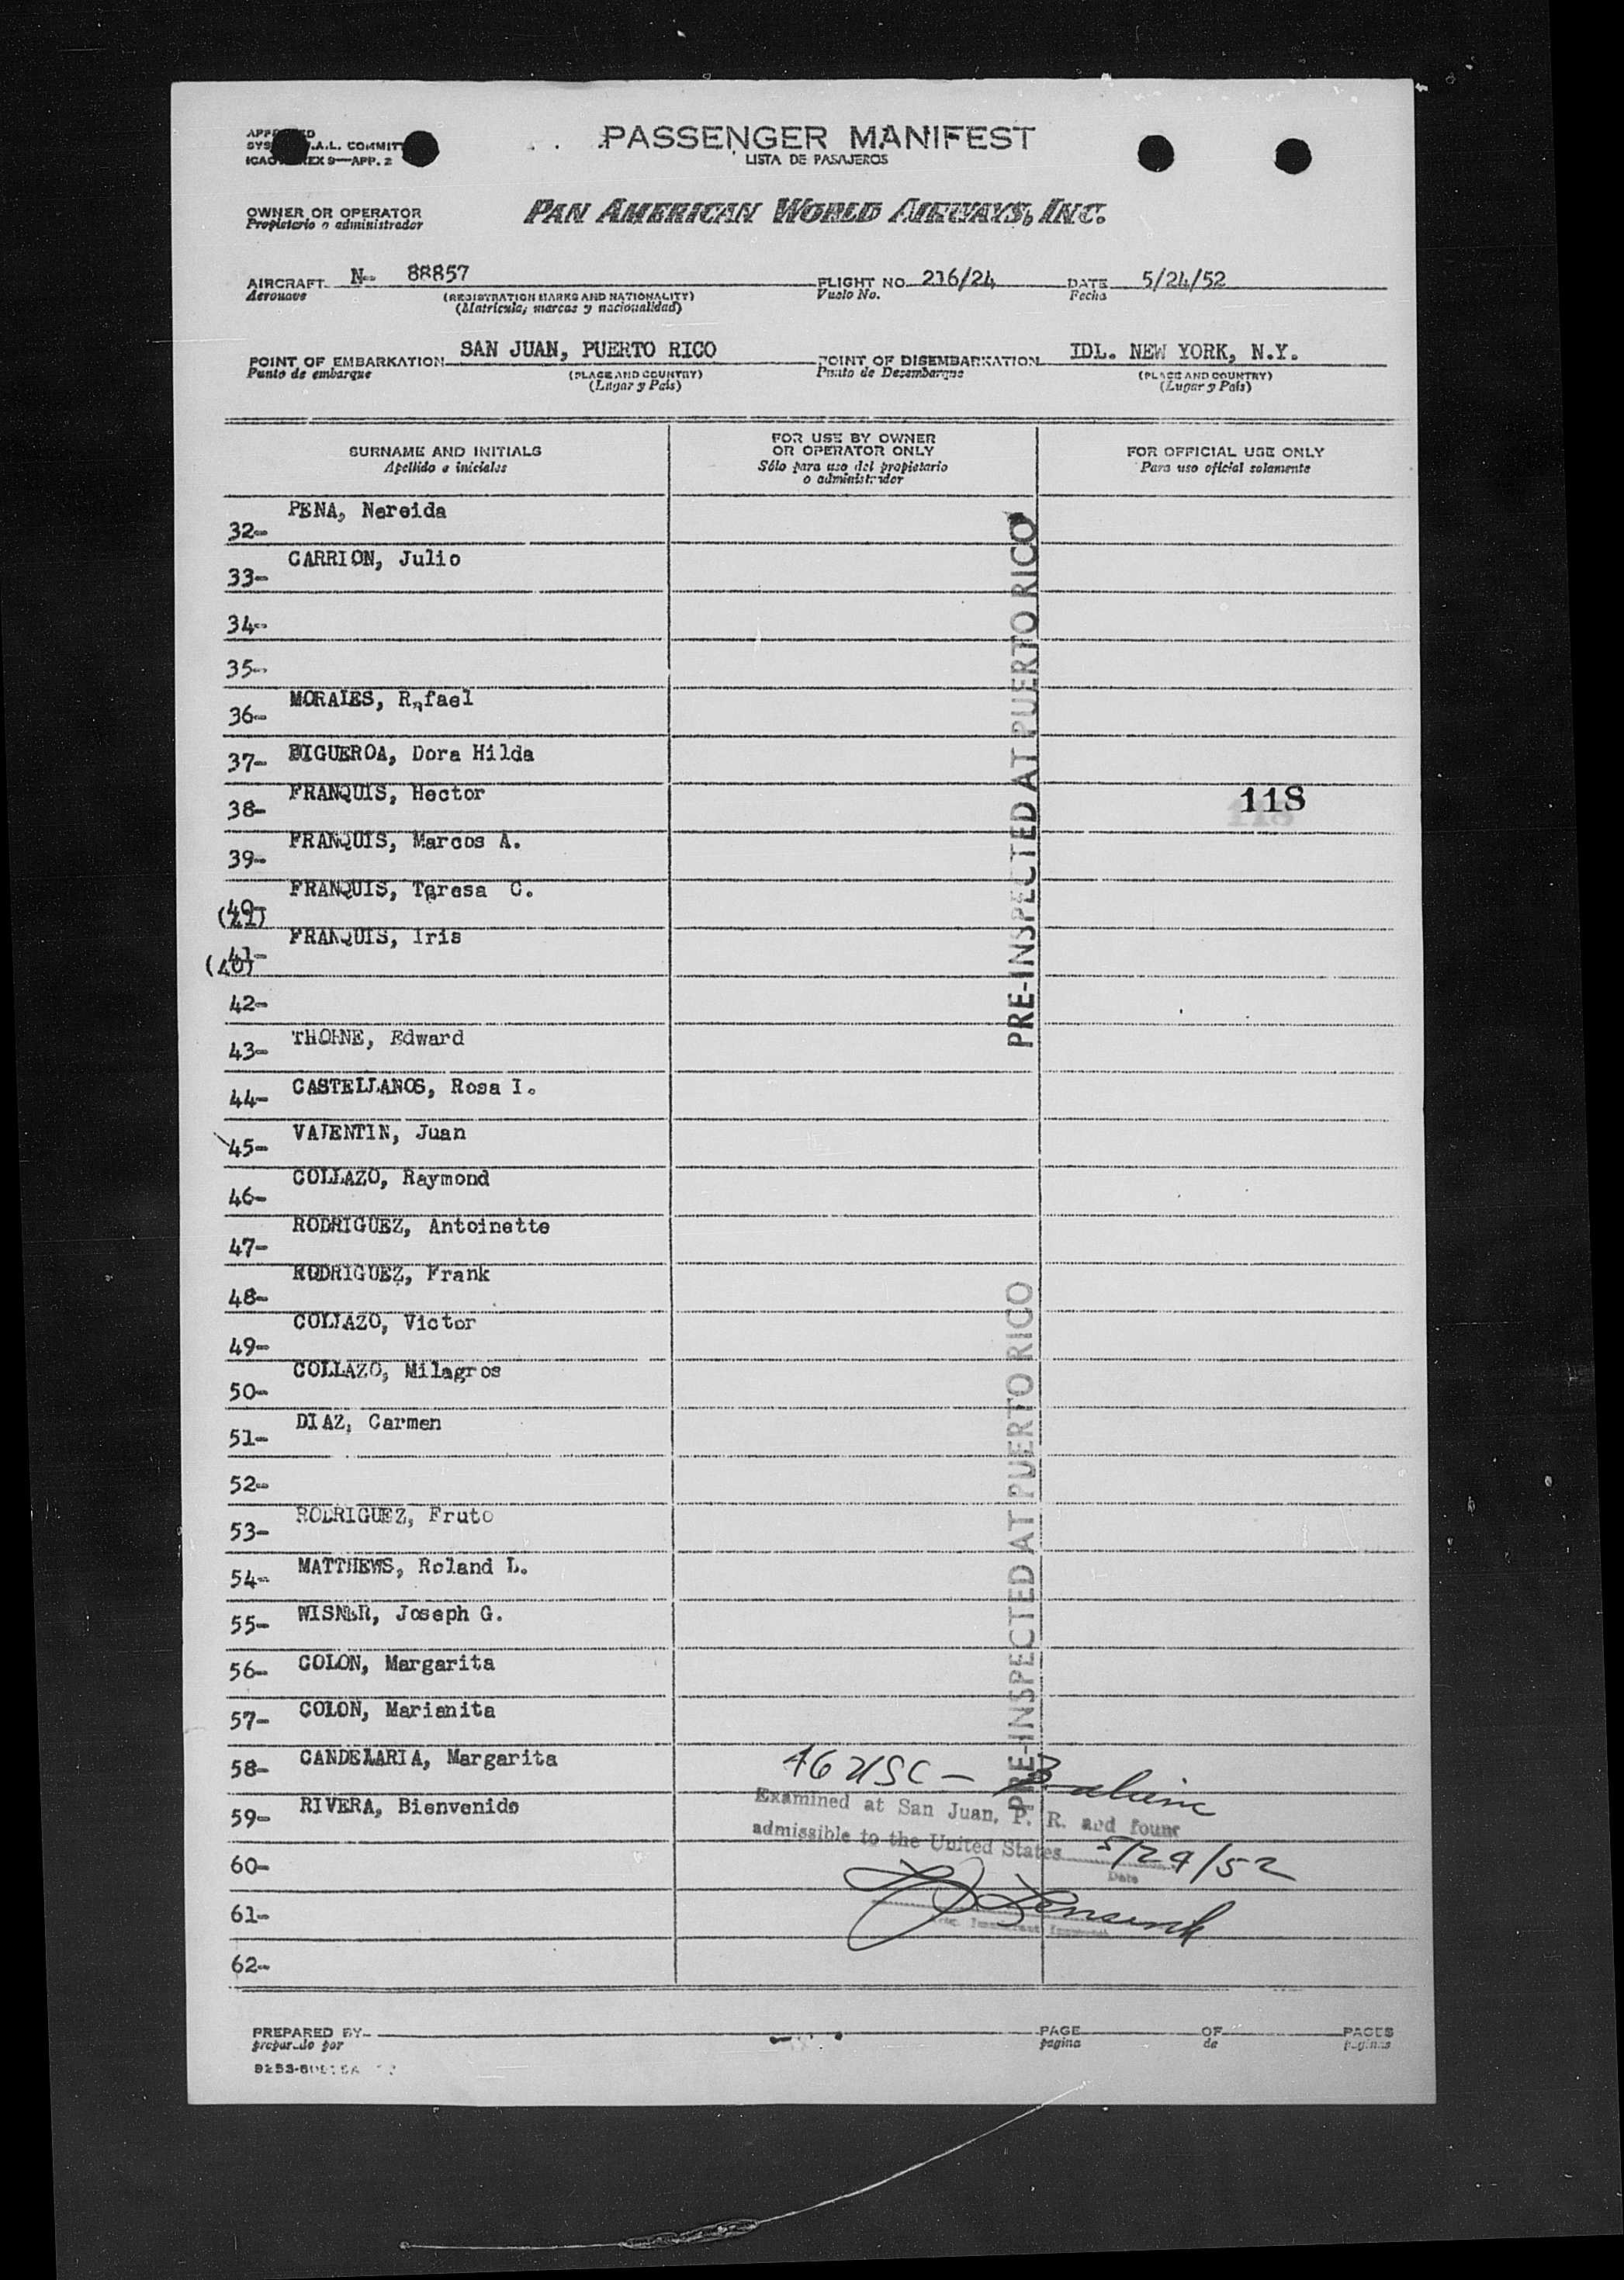 PASSENGER MANIFEST
LISTA DE PASAJEROS
OWNER OR OPERATOR
Propietario o administrador
PAN AMERICAN WORLD AIRWAYS, INC.
AIRCRAFT N- 88857 FLIGHT NO. 216/24 DATE 5/24/52
Aeronave (REGISTRATION MARKS AND NATIONALITY) Vuelo No. Fecha
(Matricula, marcas y nacionalidad)
POINT OF EMBARKATION SAN JUAN, PUERTO RICO POINT OF DISEMBARKATION IDL. NEW YORK, N.Y.
Punto de embarque (PLACE AND COUNTRY) Punto de Desembarque (PLACE AND COUNTRY)
(Lugar y País) (Lugar y País)
SURNAME AND INITIALS
Apellido e iniciales
FOR USE BY OWNER
OR OPERATOR ONLY
Sólo para uso del propietario
o administrador
FOR OFFICIAL USE ONLY
Para uso oficial solamente
32- PENA, Nereida
33- CARRION, Julio
34-
35-
36- MORALES, Rafael
37- FIGUEROA, Dora Hilda
38- FRANQUIS, Hector 118
39- FRANQUIS, Marcos A.
40- (41) FRANQUIS, Teresa C.
41- (40) FRANQUIS, Iris
42-
43- THORNE, Edward
44- CASTELLANOS, Rosa I.
45- VALENTIN, Juan
46- COLLAZO, Raymond
47- RODRIGUEZ, Antoinette
48- RODRIGUEZ, Frank
49- COLLAZO, Victor
50- COLLAZO, Milagros
51- DIAZ, Carmen
52-
53- RODRIGUEZ, Fruto
54- MATTHEWS, Roland L.
55- WISNER, Joseph G.
56- COLON, Margarita
57- COLON, Marianita
58- CANDELARIA, Margarita
59- RIVERA, Bienvenido
60-
61-
62-
PRE-INSPECTED AT PUERTO RICO
PRE-INSPECTED AT PUERTO RICO
46 USC -
Examined at San Juan, P. R. and found
admissible to the United States 5/24/52
Date
PREPARED BY PAGE OF PAGES
preparado por pagina de paginas